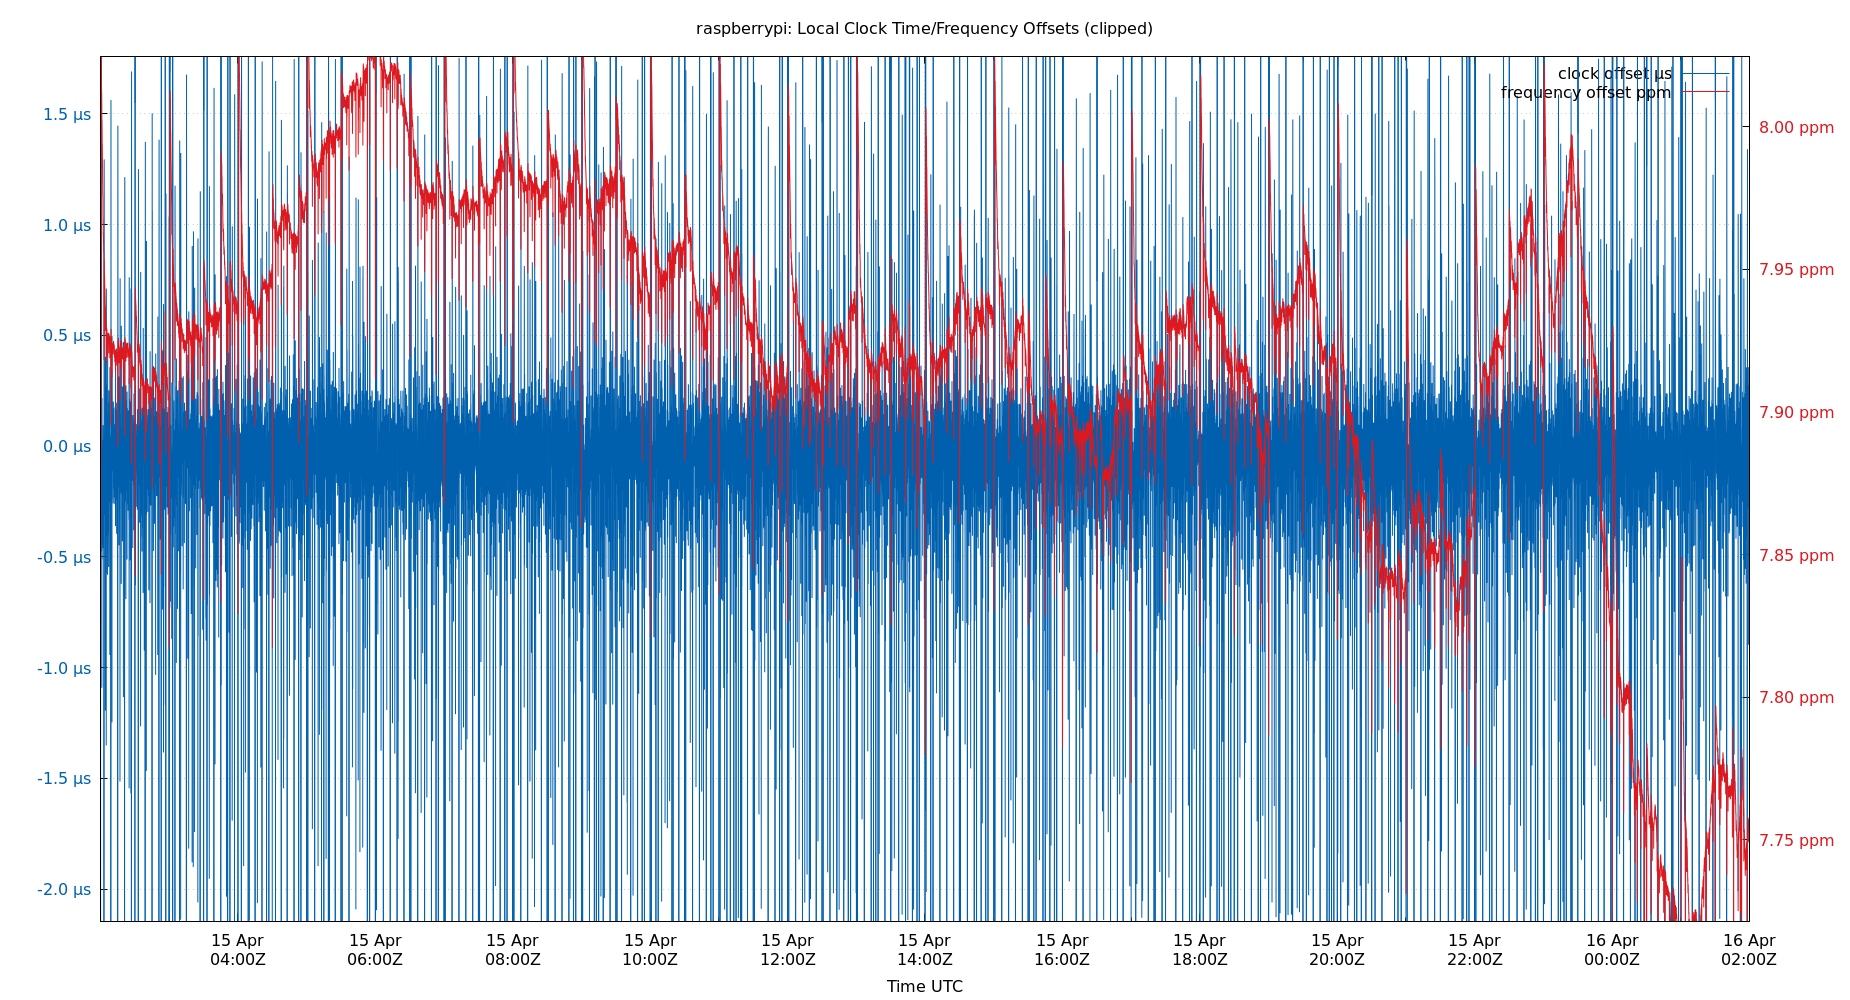 raspberrypi: Local Clock Time/Frequency Offsets (clipped)
clock offset µs
frequency offset ppm
1.5 µs
1.0 µs
0.5 µs
0.0 µs
-0.5 µs
-1.0 µs
-1.5 µs
-2.0 µs
8.00 ppm
7.95 ppm
7.90 ppm
7.85 ppm
7.80 ppm
7.75 ppm
15 Apr 15 Apr 15 Apr 15 Apr 15 Apr 15 Apr 15 Apr 15 Apr 15 Apr 15 Apr 16 Apr 16 Apr
04:00Z 06:00Z 08:00Z 10:00Z 12:00Z 14:00Z 16:00Z 18:00Z 20:00Z 22:00Z 00:00Z 02:00Z
Time UTC